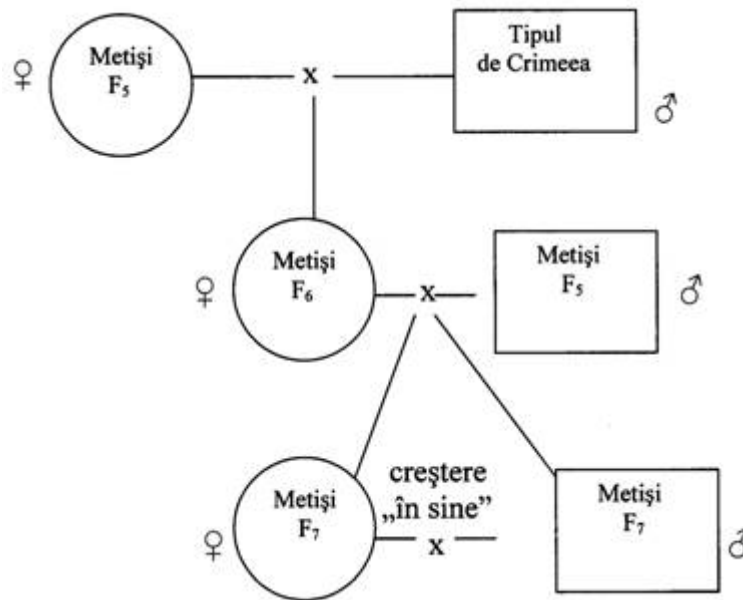 ♀ Metişi
F₅
x
Tipul
de Crimeea
♂
♀ Metişi
F₆
x
Metişi
F₅
♂
♀ Metişi
F₇
creştere
„în sine”
x
Metişi
F₇
♂